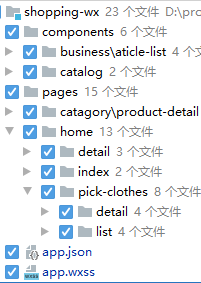 shopping-wx 23 个文件 D:\pro
components 6 个文件
business\aticle-list 4 个文件
catalog 2 个文件
pages 15 个文件
catagory\product-detail
home 13 个文件
detail 3 个文件
index 2 个文件
pick-clothes 8 个文件
detail 4 个文件
list 4 个文件
app.json
app.wxss